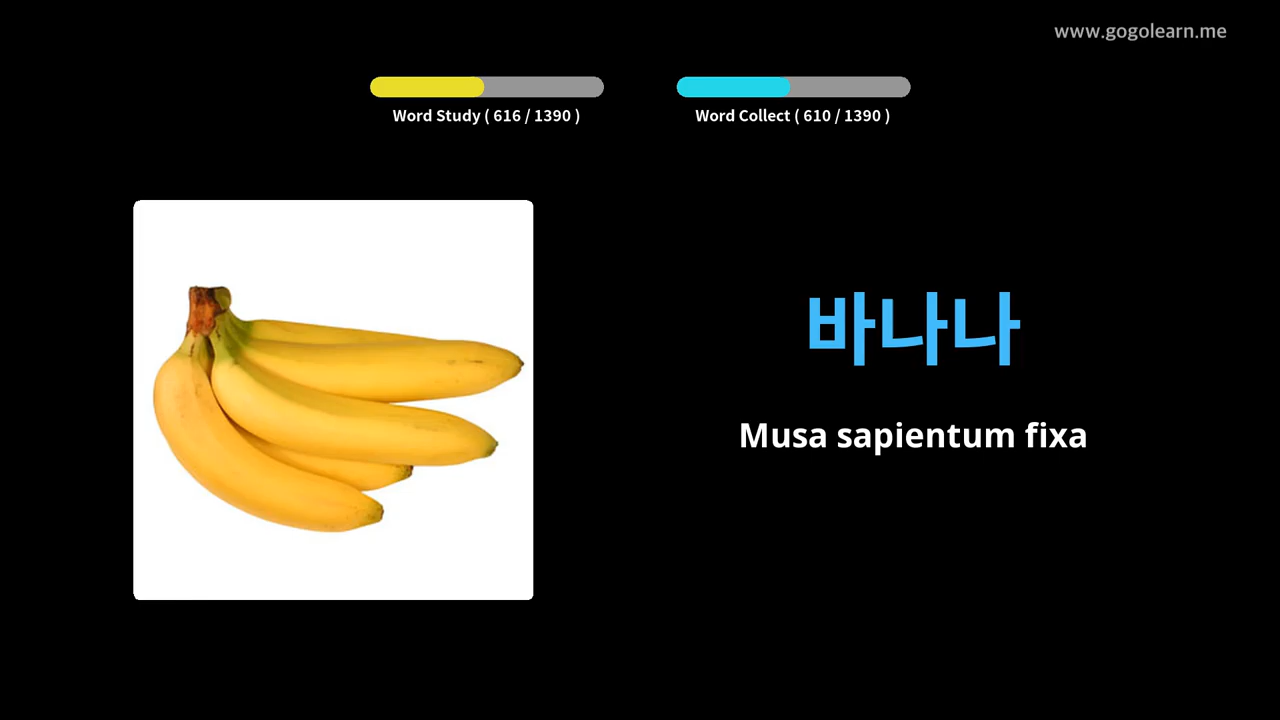 www.gogolearn.me
Word Study ( 616 / 1390 )
Word Collect ( 610 / 1390 )
바나나
Musa sapientum fixa